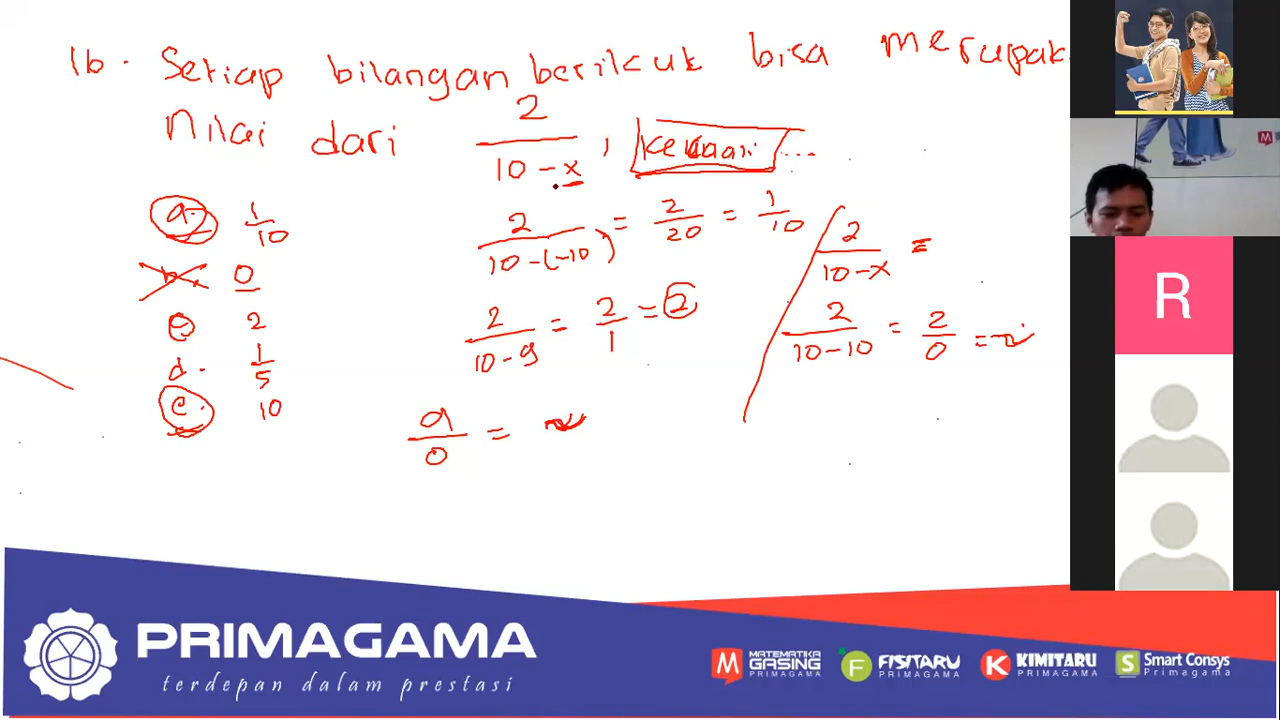 16. Setiap bilangan berikut bisa merupak
Nilai dari 2/(10-x), kecuali ...
a. 1/10
b. 0
c. 2
d. 1/5
e. 10
2/(10-(-10)) = 2/20 = 1/10
2/(10-9) = 2/1 = 2
a/0 = ~
2/(10-x) =
2/(10-10) = 2/0 = ~
R
PRIMAGAMA
terdepan dalam prestasi
M MATEMATIKA GASING PRIMAGAMA
F FISITARU PRIMAGAMA
K KIMITARU PRIMAGAMA
S Smart Consys Primagama